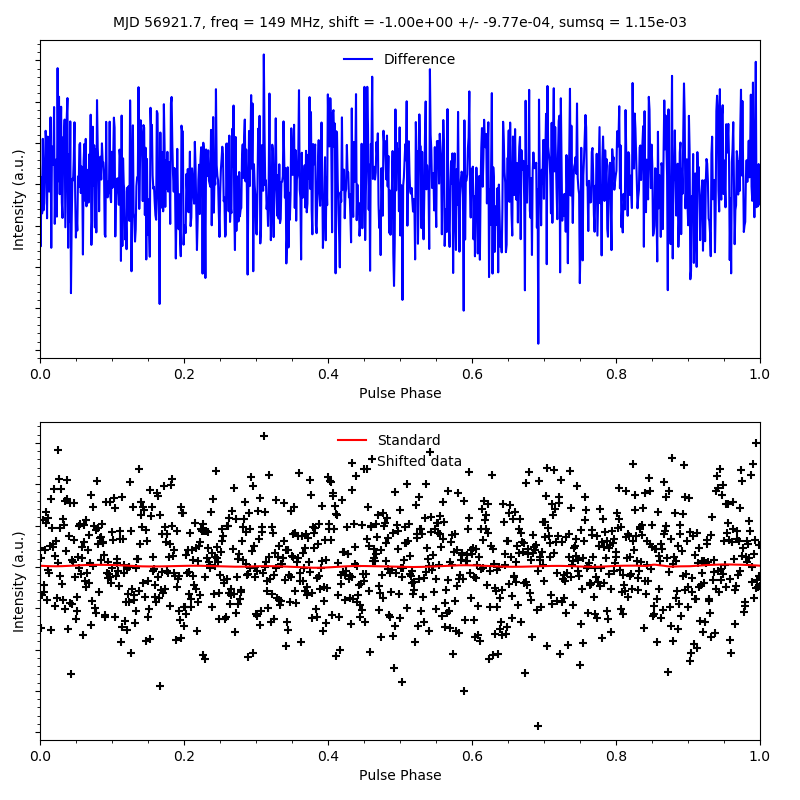 MJD 56921.7, freq = 149 MHz, shift = -1.00e+00 +/- -9.77e-04, sumsq = 1.15e-03
Difference
Intensity (a.u.)
0.0 0.2 0.4 0.6 0.8 1.0
Pulse Phase
Standard
Shifted data
Intensity (a.u.)
0.0 0.2 0.4 0.6 0.8 1.0
Pulse Phase